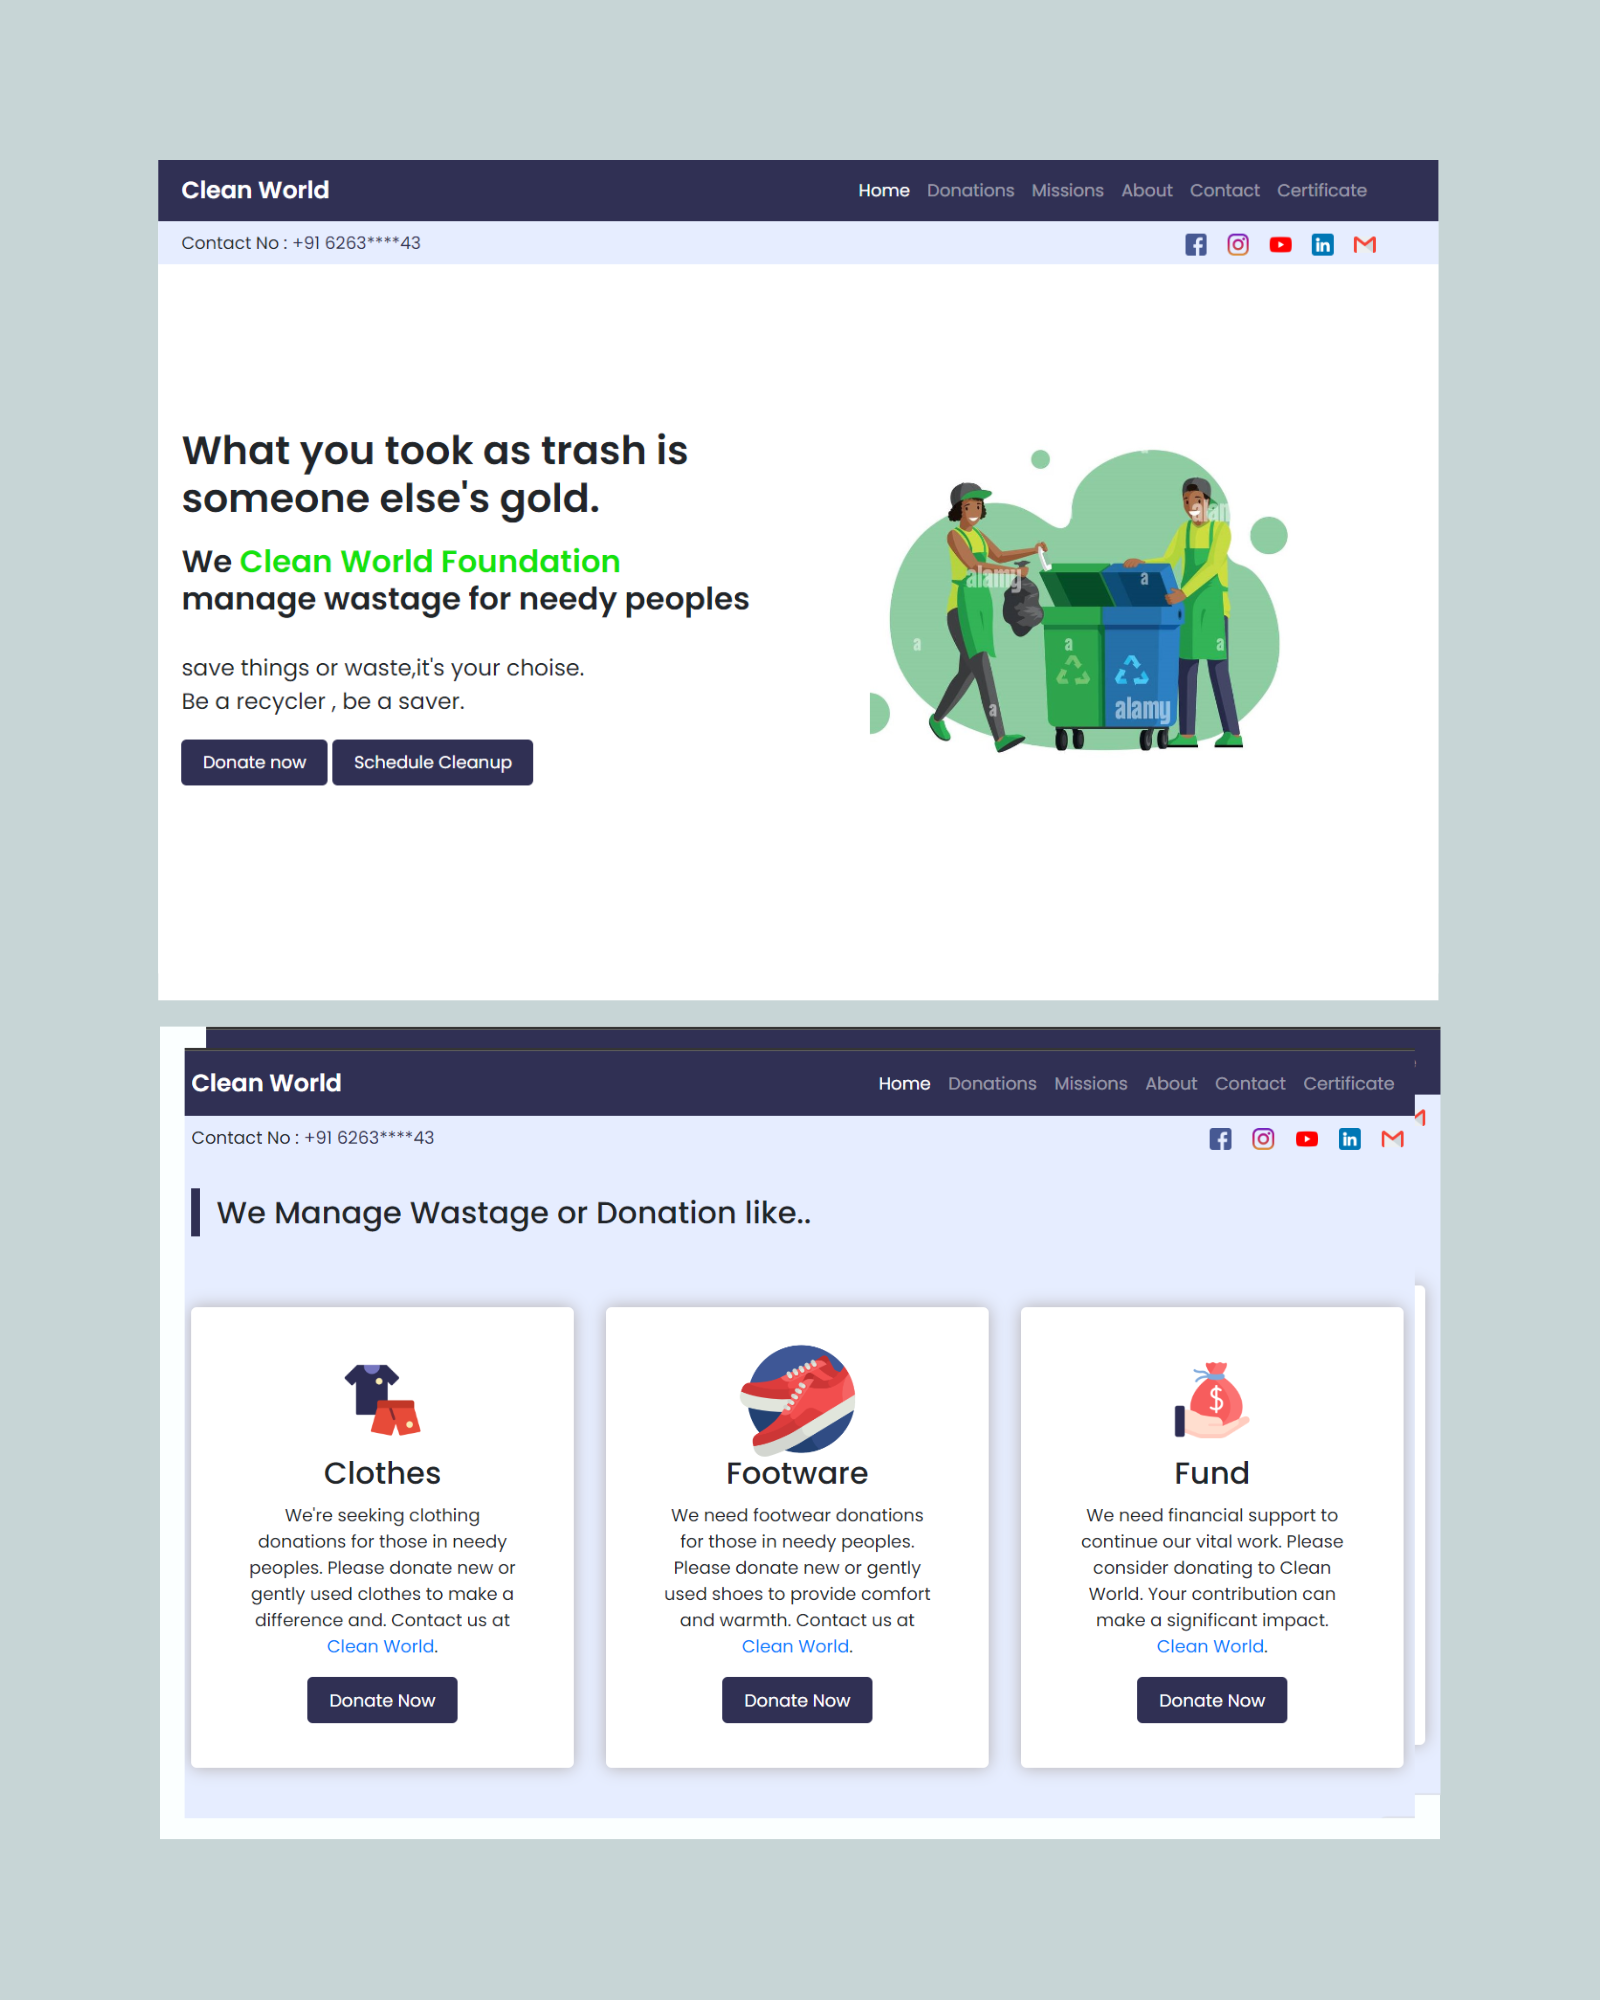 Clean World
Home Donations Missions About Contact Certificate
Contact No : +91 6263****43
What you took as trash is
someone else's gold.
We Clean World Foundation
manage wastage for needy peoples
save things or waste,it's your choise.
Be a recycler , be a saver.
Donate now Schedule Cleanup
alamy
alam
a
a
a
a
a
alamy
Clean World
Home Donations Missions About Contact Certificate
Contact No : +91 6263****43
We Manage Wastage or Donation like..
Clothes
We're seeking clothing
donations for those in needy
peoples. Please donate new or
gently used clothes to make a
difference and. Contact us at
Clean World.
Donate Now
Footware
We need footwear donations
for those in needy peoples.
Please donate new or gently
used shoes to provide comfort
and warmth. Contact us at
Clean World.
Donate Now
Fund
$
We need financial support to
continue our vital work. Please
consider donating to Clean
World. Your contribution can
make a significant impact.
Clean World.
Donate Now